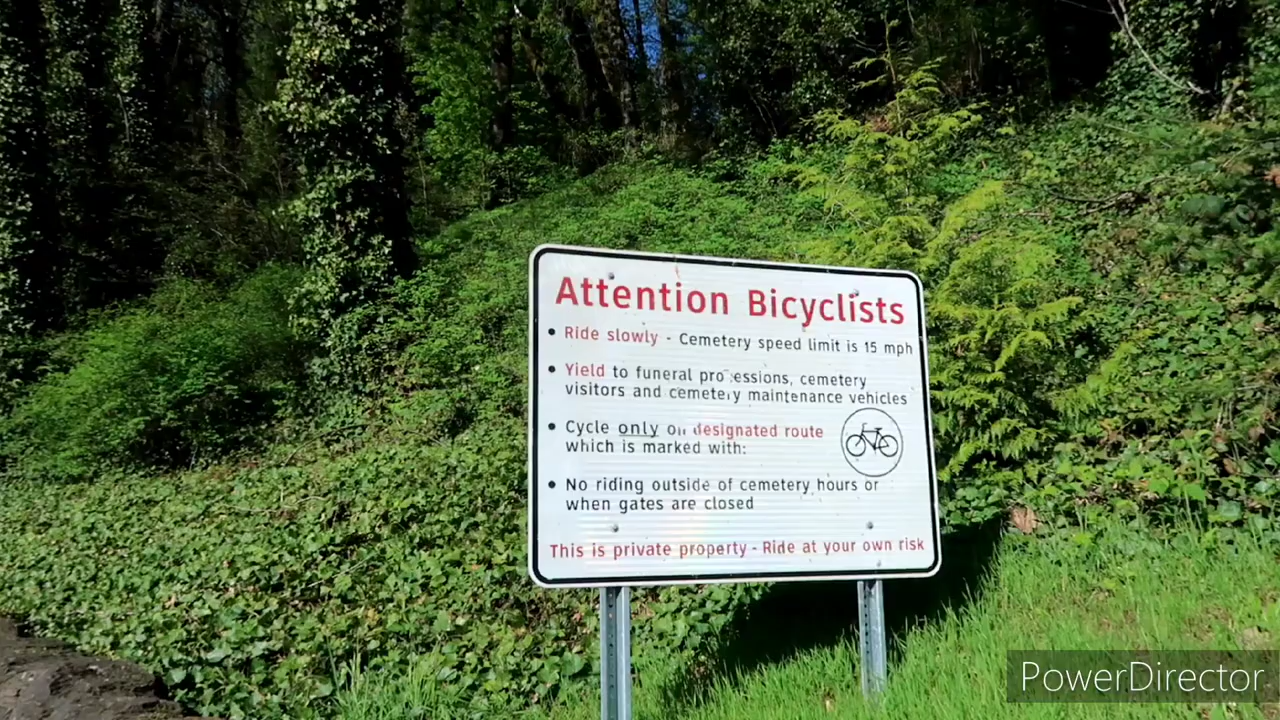 Attention Bicyclists
• Ride slowly - Cemetery speed limit is 15 mph
• Yield to funeral processions, cemetery
visitors and cemetery maintenance vehicles
• Cycle only on designated route
which is marked with:
• No riding outside of cemetery hours or
when gates are closed
This is private property - Ride at your own risk
PowerDirector